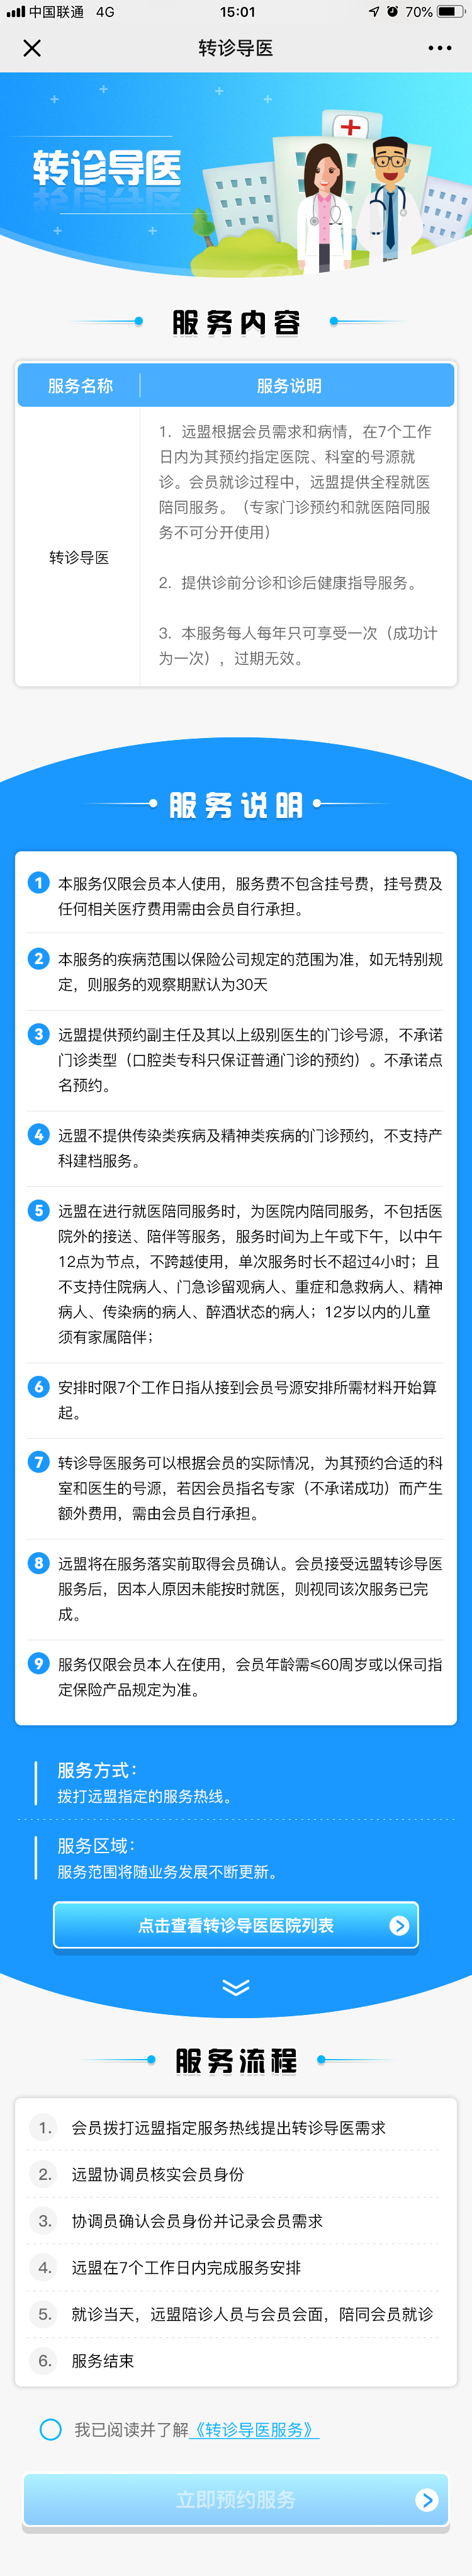 中国联通 4G 15:01 70%
转诊导医
转诊导医
服务内容
服务名称 服务说明
1. 远盟根据会员需求和病情，在7个工作
日内为其预约指定医院、科室的号源就
诊。会员就诊过程中，远盟提供全程就医
陪同服务。（专家门诊预约和就医陪同服
务不可分开使用）
转诊导医
2. 提供诊前分诊和诊后健康指导服务。
3. 本服务每人每年只可享受一次（成功计
为一次），过期无效。
服务说明
1 本服务仅限会员本人使用，服务费不包含挂号费，挂号费及
任何相关医疗费用需由会员自行承担。
2 本服务的疾病范围以保险公司规定的范围为准，如无特别规
定，则服务的观察期默认为30天
3 远盟提供预约副主任及其以上级别医生的门诊号源，不承诺
门诊类型（口腔类专科只保证普通门诊的预约）。不承诺点
名预约。
4 远盟不提供传染类疾病及精神类疾病的门诊预约，不支持产
科建档服务。
5 远盟在进行就医陪同服务时，为医院内陪同服务，不包括医
院外的接送、陪伴等服务，服务时间为上午或下午，以中午
12点为节点，不跨越使用，单次服务时长不超过4小时；且
不支持住院病人、门急诊留观病人、重症和急救病人、精神
病人、传染病的病人、醉酒状态的病人；12岁以内的儿童
须有家属陪伴；
6 安排时限7个工作日指从接到会员号源安排所需材料开始算
起。
7 转诊导医服务可以根据会员的实际情况，为其预约合适的科
室和医生的号源，若因会员指名专家（不承诺成功）而产生
额外费用，需由会员自行承担。
8 远盟将在服务落实前取得会员确认。会员接受远盟转诊导医
服务后，因本人原因未能按时就医，则视同该次服务已完
成。
9 服务仅限会员本人在使用，会员年龄需≤60周岁或以保司指
定保险产品规定为准。
服务方式：
拨打远盟指定的服务热线。
服务区域：
服务范围将随业务发展不断更新。
点击查看转诊导医医院列表
服务流程
1. 会员拨打远盟指定服务热线提出转诊导医需求
2. 远盟协调员核实会员身份
3. 协调员确认会员身份并记录会员需求
4. 远盟在7个工作日内完成服务安排
5. 就诊当天，远盟陪诊人员与会员会面，陪同会员就诊
6. 服务结束
我已阅读并了解《转诊导医服务》
立即预约服务